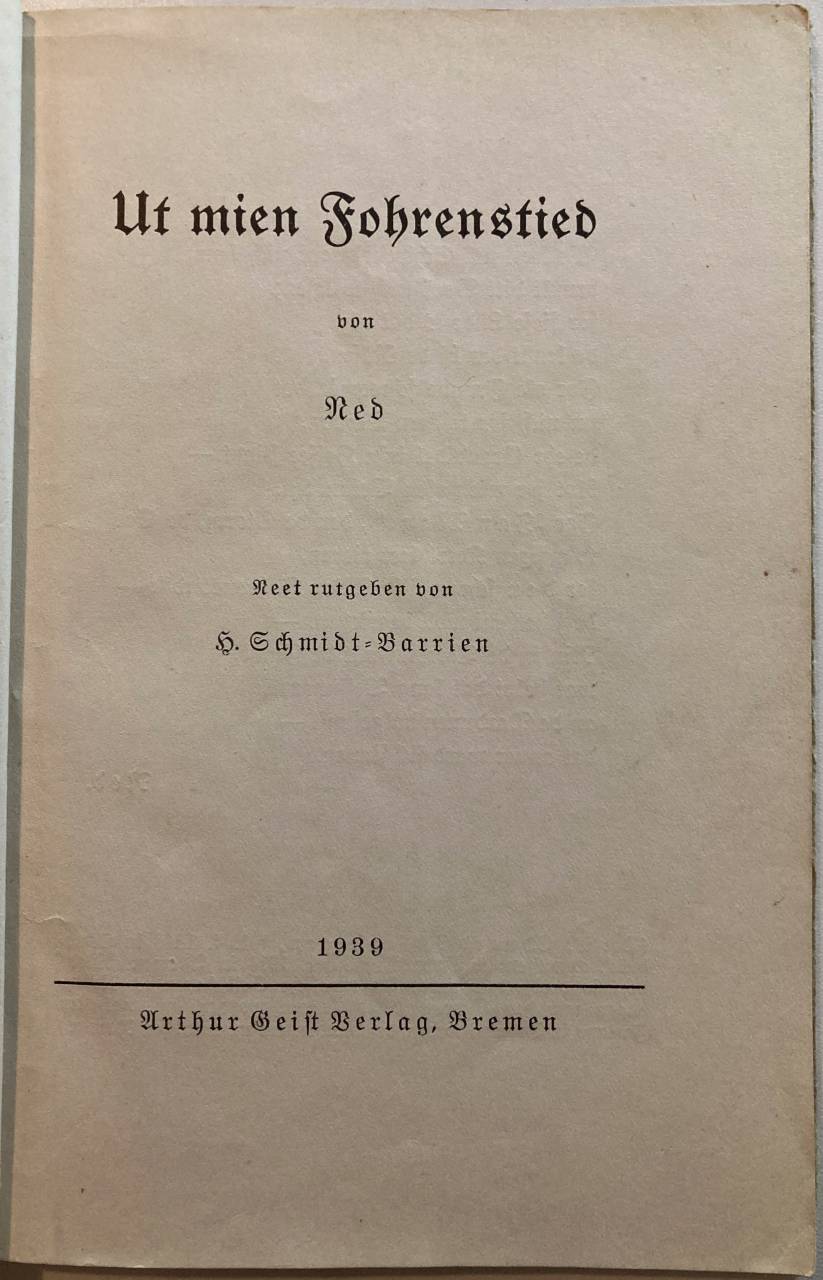 Ut mien Fohrenstied
von
Ned
Neet rutgeben von
H. Schmidt-Barrien
1939
Arthur Geist Verlag, Bremen